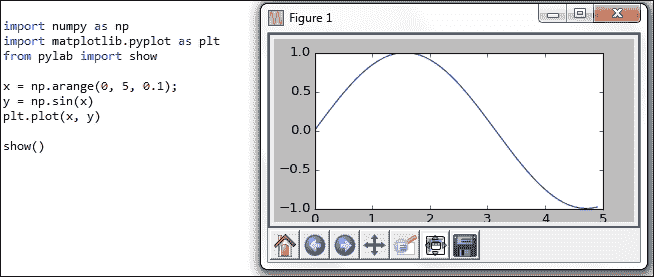 import numpy as np
import matplotlib.pyplot as plt
from pylab import show
x = np.arange(0, 5, 0.1);
y = np.sin(x)
plt.plot(x, y)
show()
Figure 1
1.0
0.5
0.0
-0.5
-1.0
0 1 2 3 4 5